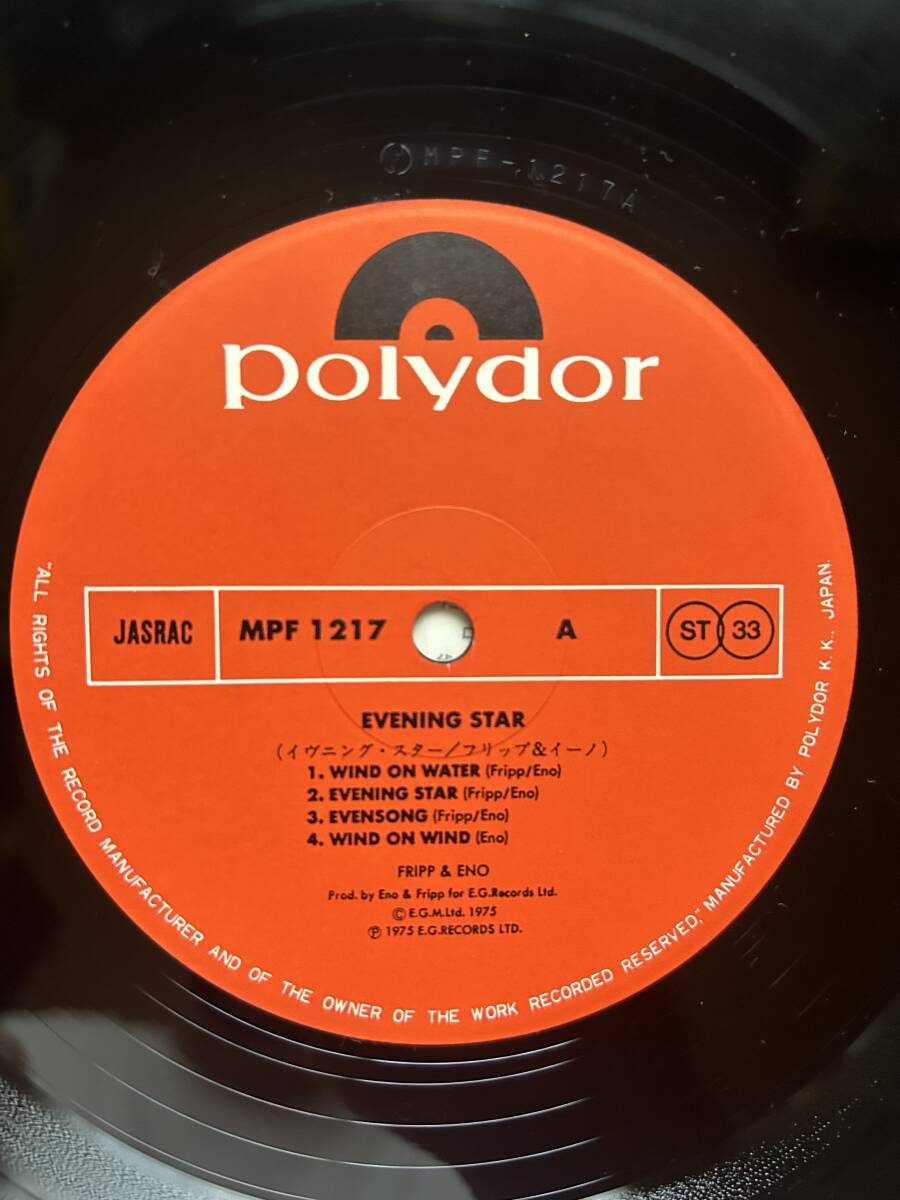 MPF-1217A
polydor
JASRAC MPF 1217 A ST 33
EVENING STAR
(イヴニング・スター/フリップ&イーノ)
1. WIND ON WATER (Fripp/Eno)
2. EVENING STAR (Fripp/Eno)
3. EVENSONG (Fripp/Eno)
4. WIND ON WIND (Eno)
FRIPP & ENO
Prod. by Eno & Fripp for E.G.Records Ltd.
© E.G.M.Ltd. 1975
℗ 1975 E.G.RECORDS LTD.
"ALL RIGHTS OF THE RECORD MANUFACTURER AND OF THE OWNER OF THE WORK RECORDED RESERVED," MANUFACTURED BY POLYDOR K.K., JAPAN.